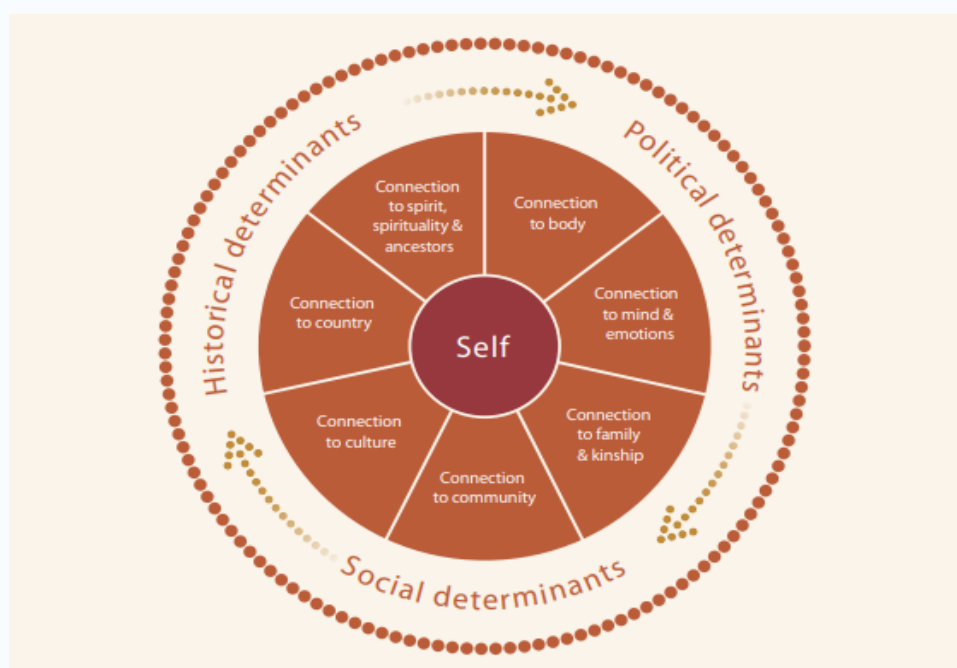 Historical determinants
Political determinants
Social determinants
Connection
to spirit,
spirituality &
ancestors
Connection
to body
Connection
to mind &
emotions
Connection
to family
& kinship
Connection
to community
Connection
to culture
Connection
to country
Self